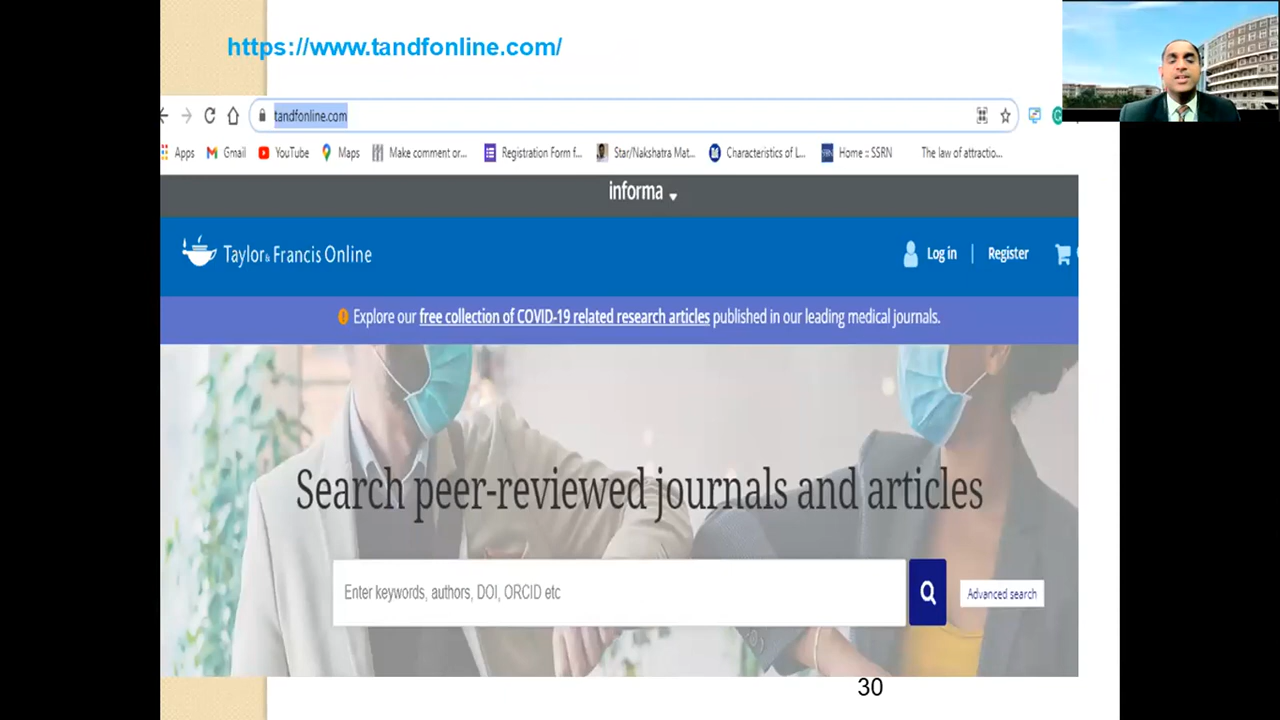 https://www.tandfonline.com/
tandfonline.com
Apps Gmail YouTube Maps Make comment or... Registration Form f... Star/Nakshatra Mat... Characteristics of L... SSRN Home :: SSRN The law of attractio...
informa
Taylor & Francis Online Log in Register
Explore our free collection of COVID-19 related research articles published in our leading medical journals.
Search peer-reviewed journals and articles
Enter keywords, authors, DOI, ORCID etc Advanced search
30